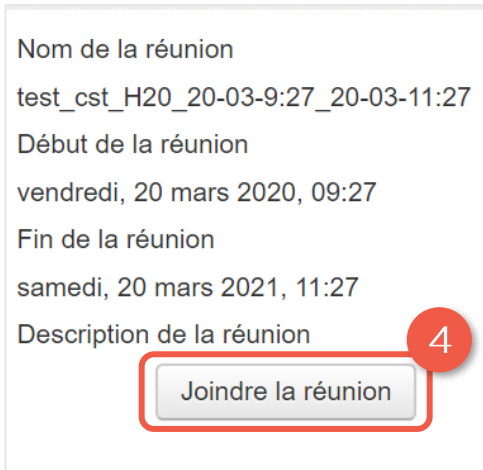 Nom de la réunion
test_cst_H20_20-03-9:27_20-03-11:27
Début de la réunion
vendredi, 20 mars 2020, 09:27
Fin de la réunion
samedi, 20 mars 2021, 11:27
Description de la réunion
4
Joindre la réunion